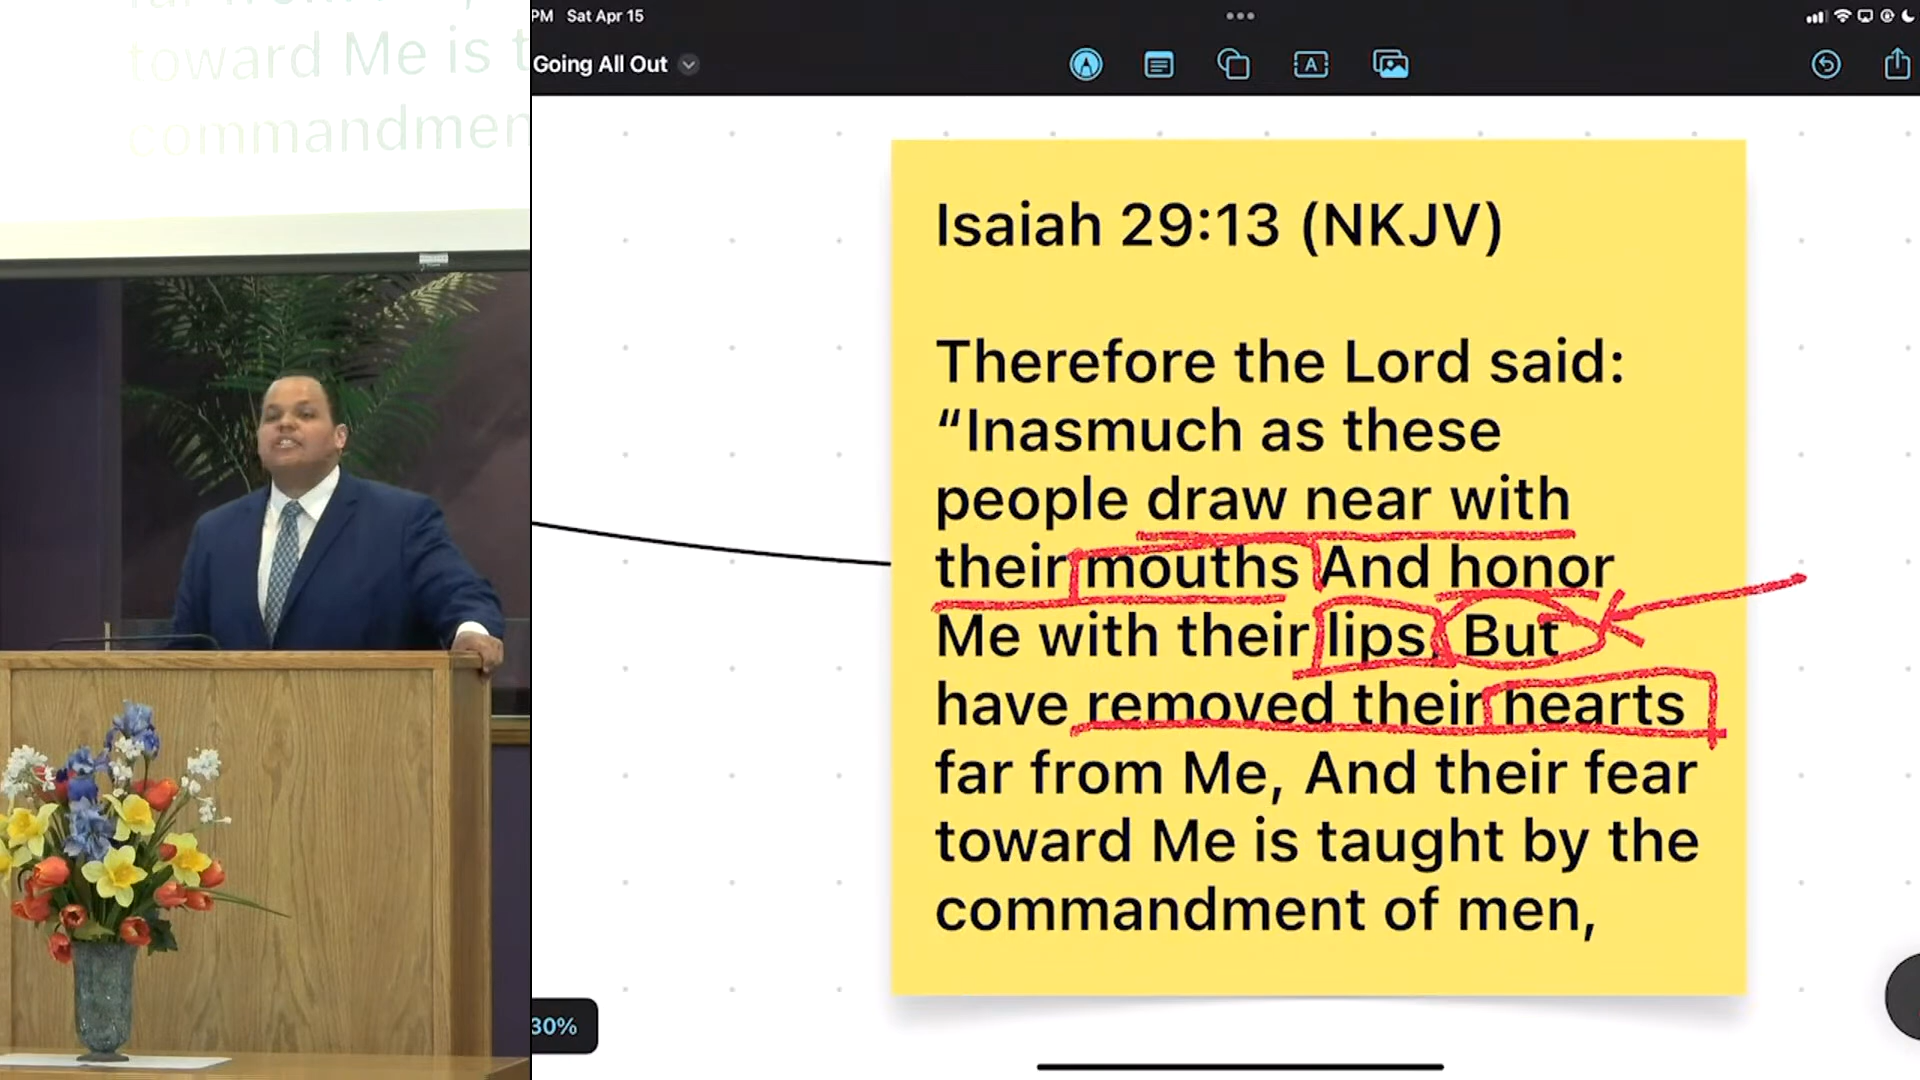 toward Me is t
commandmen
PM Sat Apr 15
Going All Out
A
Isaiah 29:13 (NKJV)
Therefore the Lord said:
“Inasmuch as these
people draw near with
their mouths And honor
Me with their lips, But
have removed their hearts
far from Me, And their fear
toward Me is taught by the
commandment of men,
30%